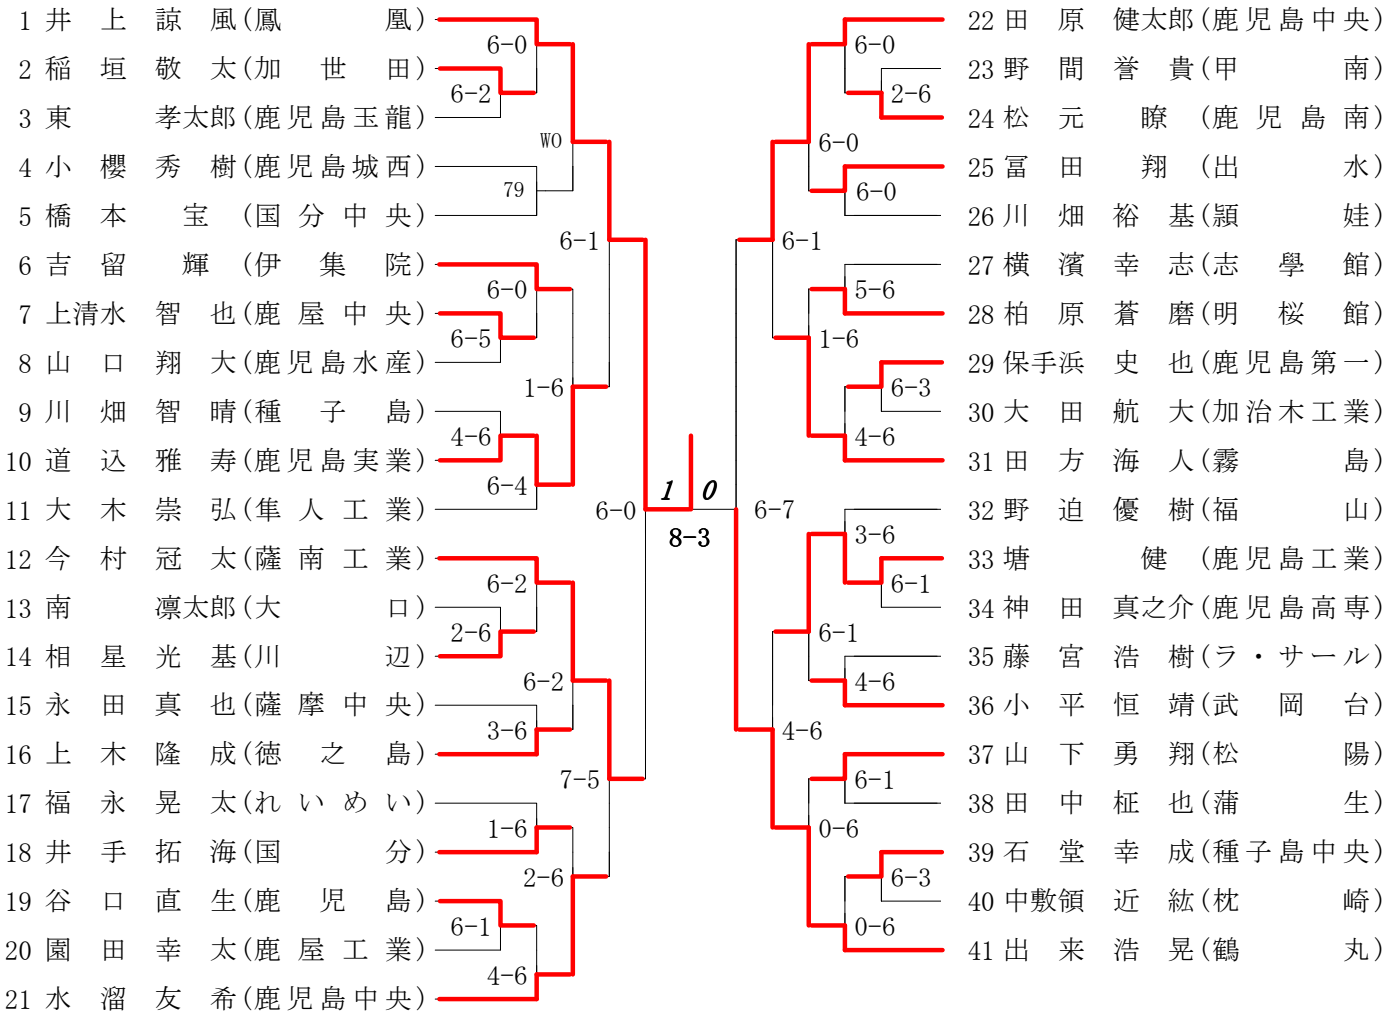 1 井上諒風(鳳凰)
6-0
2 稲垣敬太(加世田)
6-2
3 東孝太郎(鹿児島玉龍)
WO
4 小櫻秀樹(鹿児島城西)
79
5 橋本宝(国分中央)
6-1
6 吉留輝(伊集院)
6-0
7 上清水智也(鹿屋中央)
6-5
8 山口翔大(鹿児島水産)
1-6
9 川畑智晴(種子島)
4-6
10 道込雅寿(鹿児島実業)
6-4
11 大木崇弘(隼人工業)
6-0
12 今村冠太(薩南工業)
6-2
13 南凛太郎(大口)
2-6
14 相星光基(川辺)
6-2
15 永田真也(薩摩中央)
3-6
16 上木隆成(徳之島)
7-5
17 福永晃太(れいめい)
1-6
18 井手拓海(国分)
2-6
19 谷口直生(鹿児島)
6-1
20 園田幸太(鹿屋工業)
4-6
21 水溜友希(鹿児島中央)
1 0
8-3
22 田原健太郎(鹿児島中央)
6-0
23 野間誉貴(甲南)
2-6
24 松元瞭(鹿児島南)
6-0
25 冨田翔(出水)
6-0
26 川畑裕基(頴娃)
6-1
27 横濱幸志(志學館)
5-6
28 柏原蒼磨(明桜館)
1-6
29 保手浜史也(鹿児島第一)
6-3
30 大田航大(加治木工業)
4-6
31 田方海人(霧島)
6-7
32 野迫優樹(福山)
3-6
33 塘健(鹿児島工業)
6-1
34 神田真之介(鹿児島高専)
6-1
35 藤宮浩樹(ラ・サール)
4-6
36 小平恒靖(武岡台)
4-6
37 山下勇翔(松陽)
6-1
38 田中柾也(蒲生)
0-6
39 石堂幸成(種子島中央)
6-3
40 中敷領近紘(枕崎)
0-6
41 出来浩晃(鶴丸)